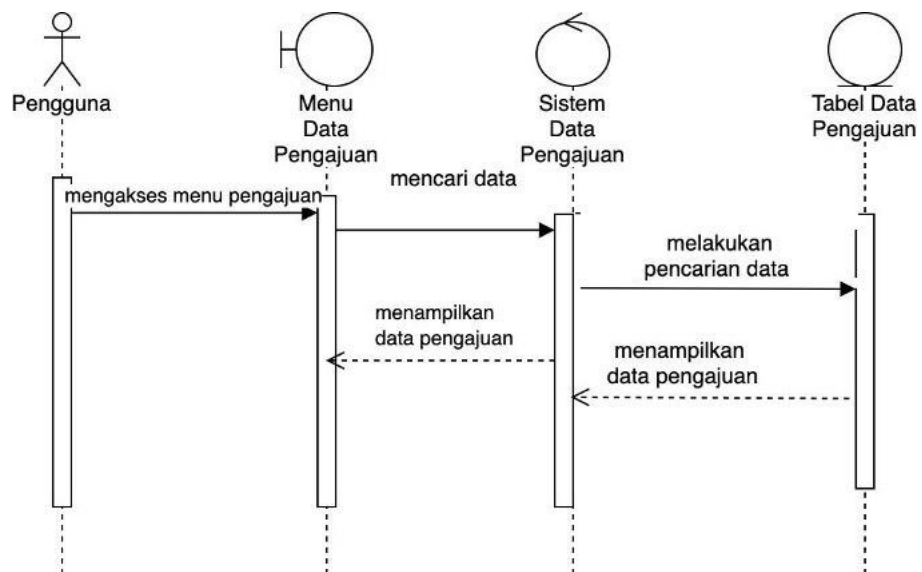 Pengguna
Menu
Data
Pengajuan
Sistem
Data
Pengajuan
Tabel Data
Pengajuan
mengakses menu pengajuan
mencari data
melakukan
pencarian data
menampilkan
data pengajuan
menampilkan
data pengajuan